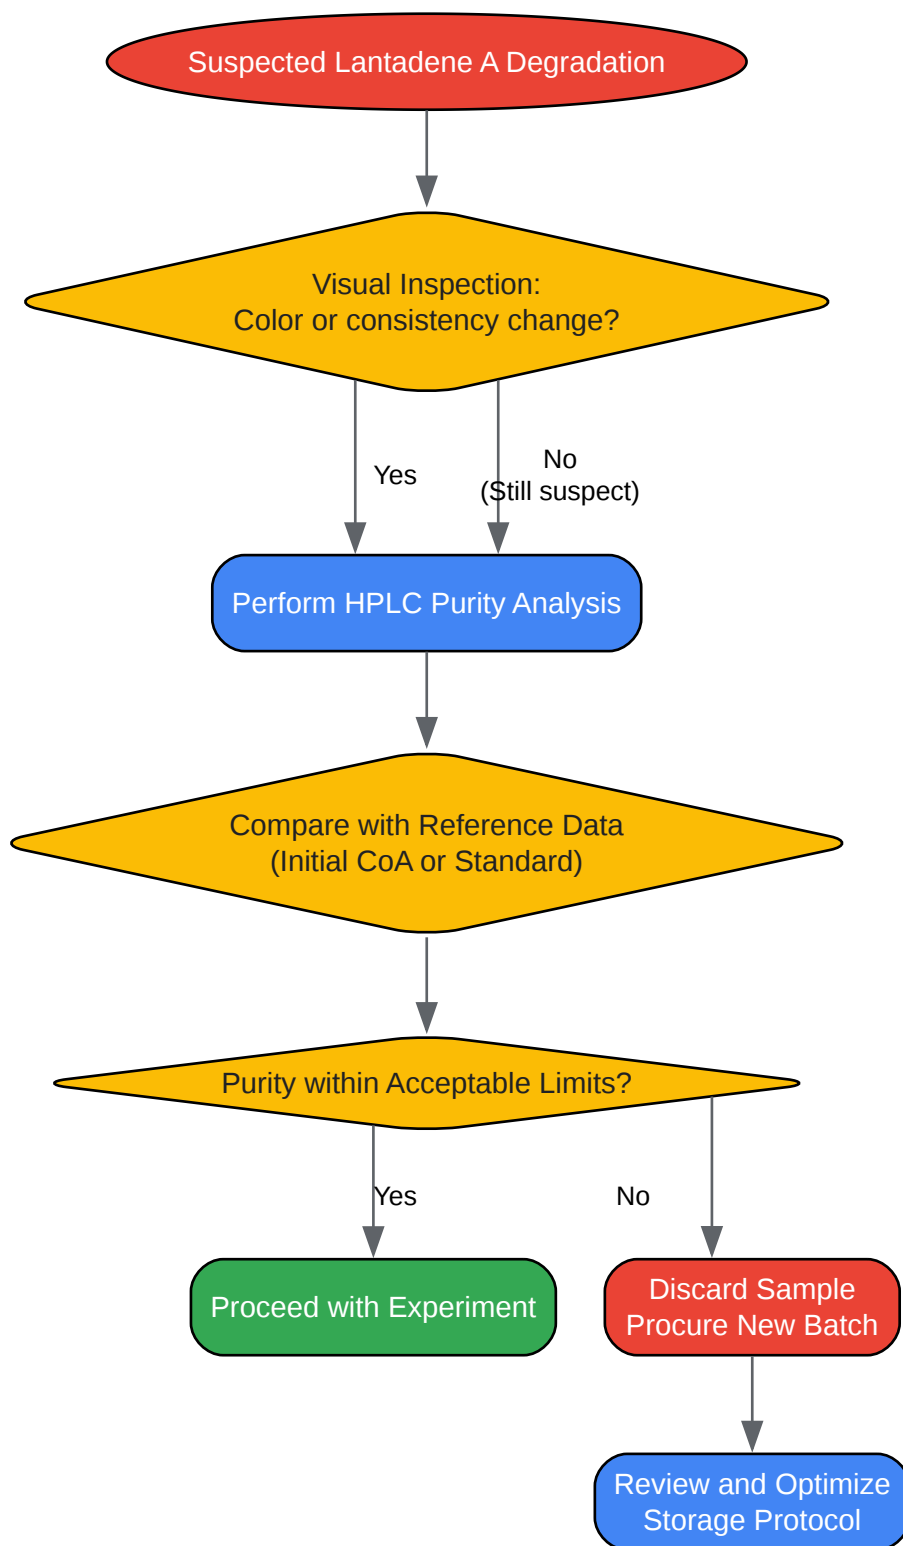 Suspected Lantadene A Degradation
Visual Inspection:
Color or consistency change?
Yes
No
(Still suspect)
Perform HPLC Purity Analysis
Compare with Reference Data
(Initial CoA or Standard)
Purity within Acceptable Limits?
Yes
No
Proceed with Experiment
Discard Sample
Procure New Batch
Review and Optimize
Storage Protocol